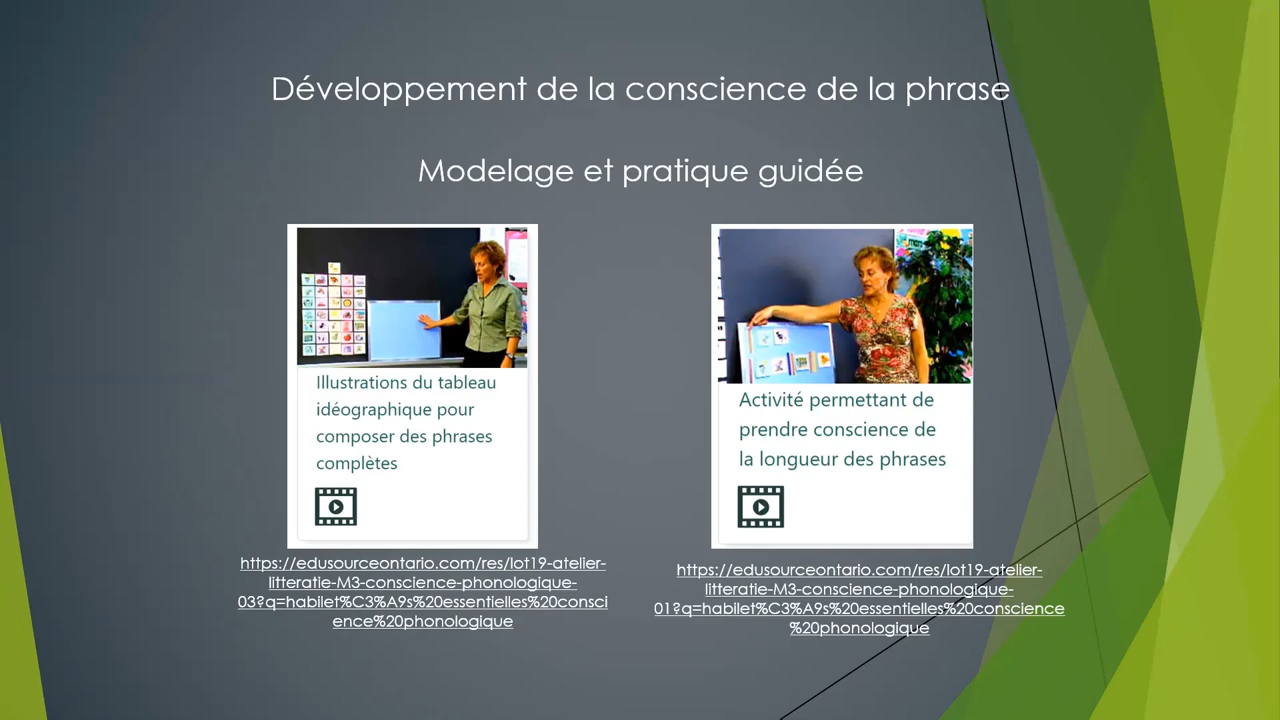 Développement de la conscience de la phrase
Modelage et pratique guidée
Illustrations du tableau
idéographique pour
composer des phrases
complètes
https://edusourceontario.com/res/lot19-atelier-
litteratie-M3-conscience-phonologique-
03?q=habilet%C3%A9s%20essentielles%20consci
ence%20phonologique
Activité permettant de
prendre conscience de
la longueur des phrases
https://edusourceontario.com/res/lot19-atelier-
litteratie-M3-conscience-phonologique-
01?q=habilet%C3%A9s%20essentielles%20conscience
%20phonologique